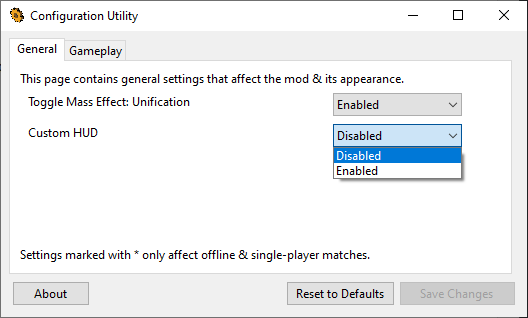 Configuration Utility
General
Gameplay
This page contains general settings that affect the mod & its appearance.
Toggle Mass Effect: Unification
Enabled
Custom HUD
Disabled
Disabled
Enabled
Settings marked with * only affect offline & single-player matches.
About
Reset to Defaults
Save Changes